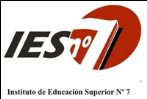 IES nº 7
Instituto de Educación Superior Nº 7